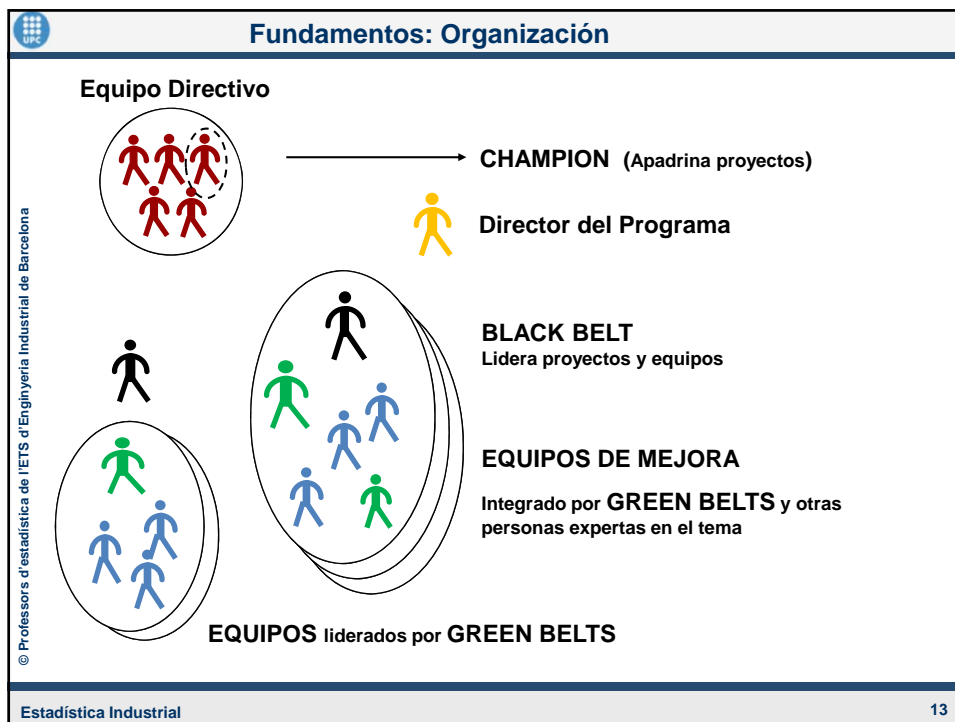 UPC
Fundamentos: Organización
Equipo Directivo
CHAMPION (Apadrina proyectos)
Director del Programa
BLACK BELT
Lidera proyectos y equipos
EQUIPOS DE MEJORA
Integrado por GREEN BELTS y otras
personas expertas en el tema
EQUIPOS liderados por GREEN BELTS
© Professors d'estadística de l'ETS d'Enginyeria Industrial de Barcelona
Estadística Industrial
13